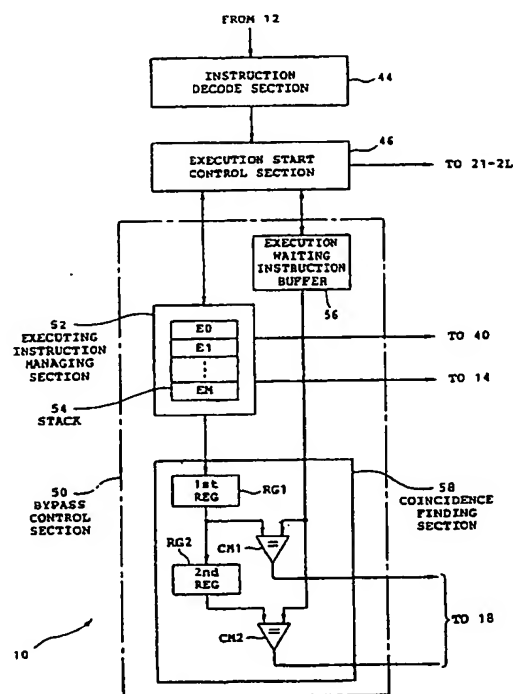 FROM 12
INSTRUCTION
DECODE SECTION
44
46
EXECUTION START
CONTROL SECTION
TO 21-2L
EXECUTION
WAITING
INSTRUCTION
BUFFER
56
52
EXECUTING
INSTRUCTION
MANAGING
SECTION
E0
E1
EM
54
STACK
TO 40
TO 14
50
BYPASS
CONTROL
SECTION
1st
REG
RG1
58
COINCIDENCE
FINDING
SECTION
CM1
=
RG2
2nd
REG
CM2
=
TO 18
10